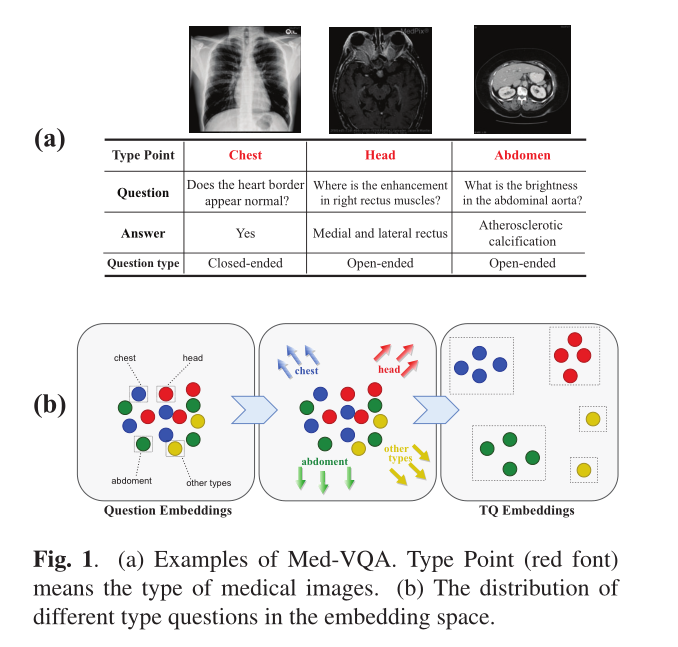 MedPix®
(a)
Type Point Chest Head Abdomen
Question Does the heart border appear normal? Where is the enhancement in right rectus muscles? What is the brightness in the abdominal aorta?
Answer Yes Medial and lateral rectus Atherosclerotic calcification
Question type Closed-ended Open-ended Open-ended
(b)
chest head
abdoment other types
chest head
abdoment other types
Question Embeddings TQ Embeddings
Fig. 1. (a) Examples of Med-VQA. Type Point (red font)
means the type of medical images. (b) The distribution of
different type questions in the embedding space.